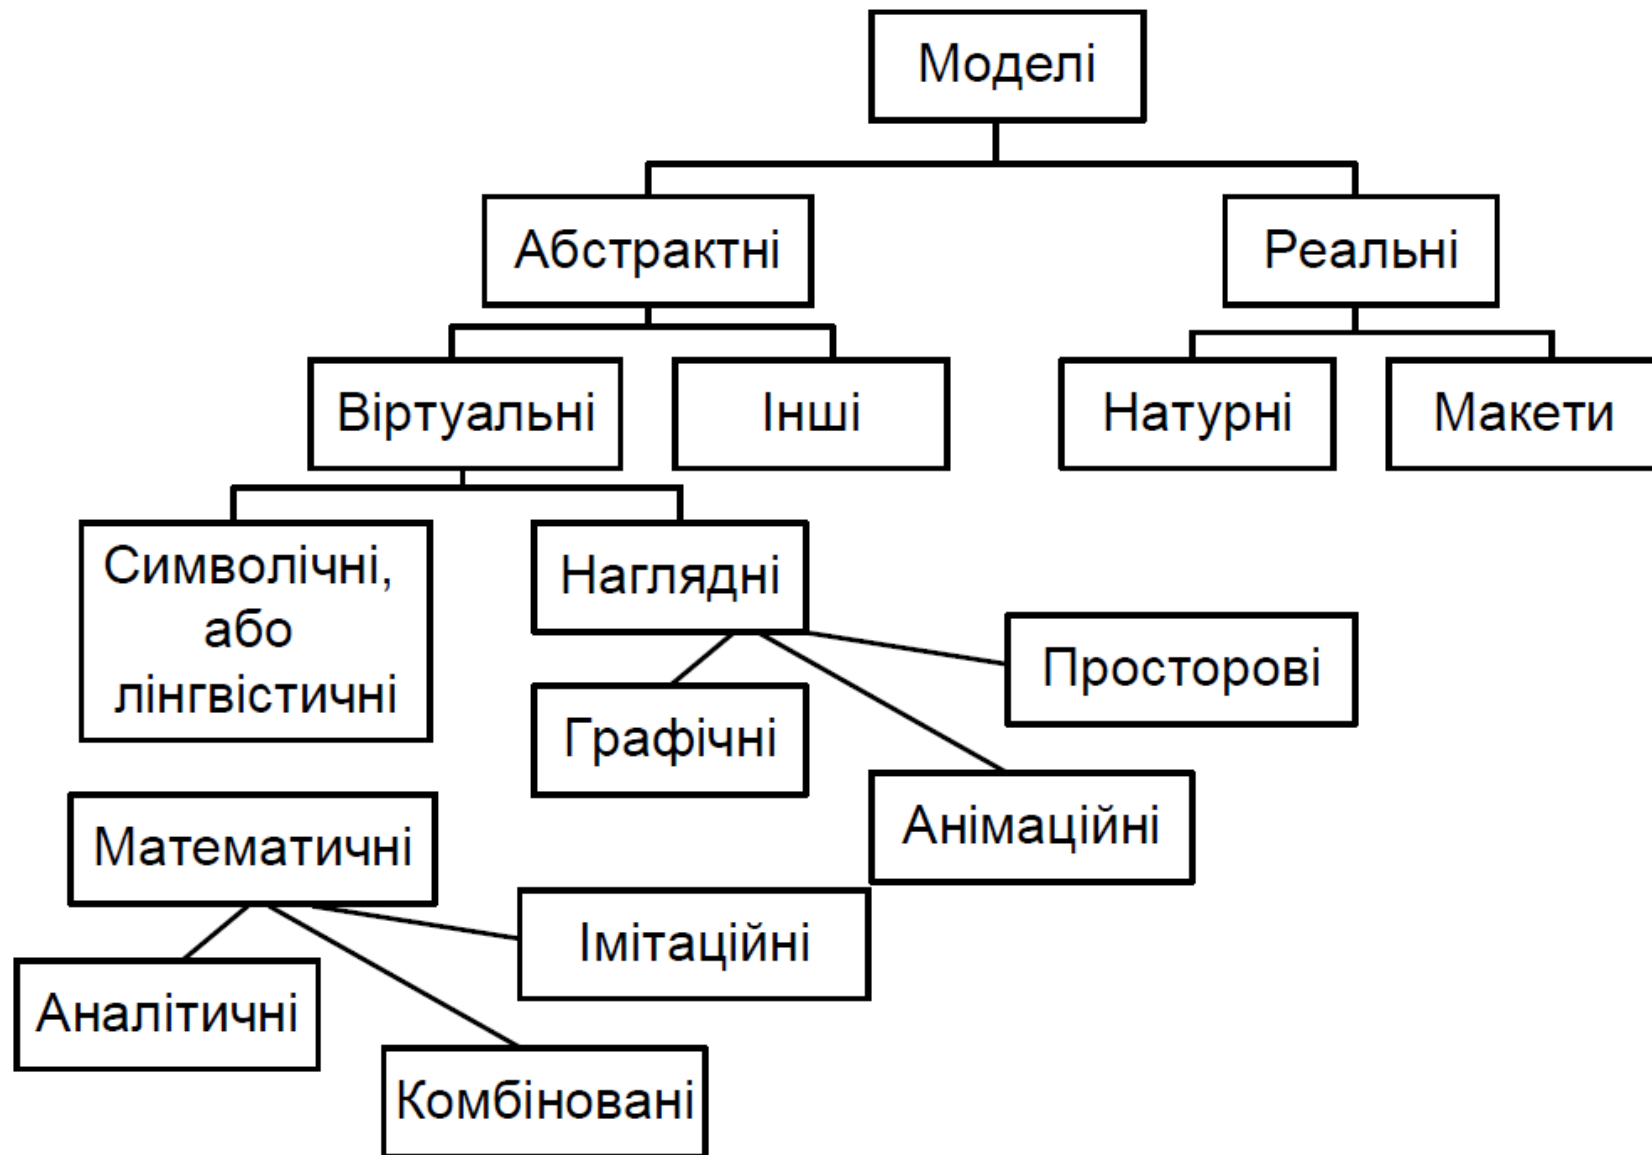 Моделі
Абстрактні
Реальні
Віртуальні
Інші
Натурні
Макети
Символічні,
або
лінгвістичні
Наглядні
Просторові
Графічні
Анімаційні
Математичні
Імітаційні
Аналітичні
Комбіновані